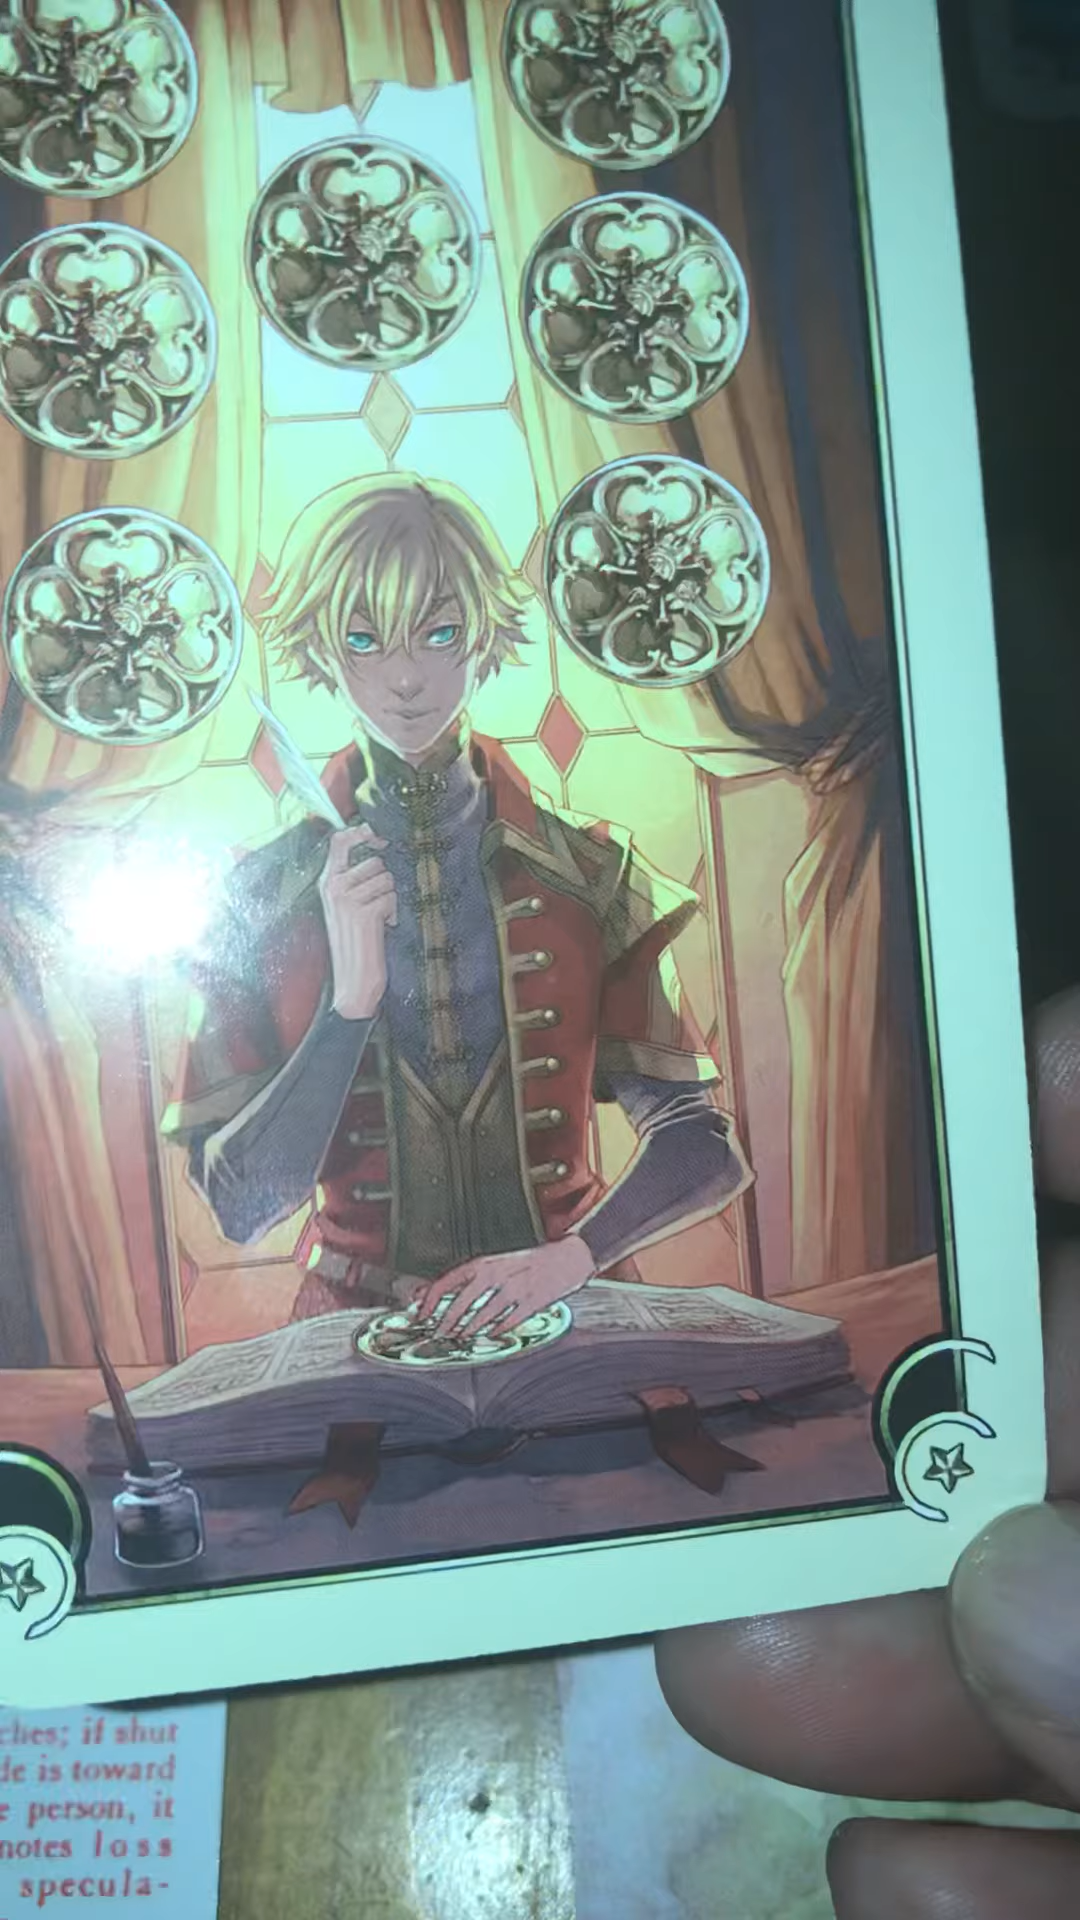 ches; if shut
de is toward
e person, it
notes loss
specula-